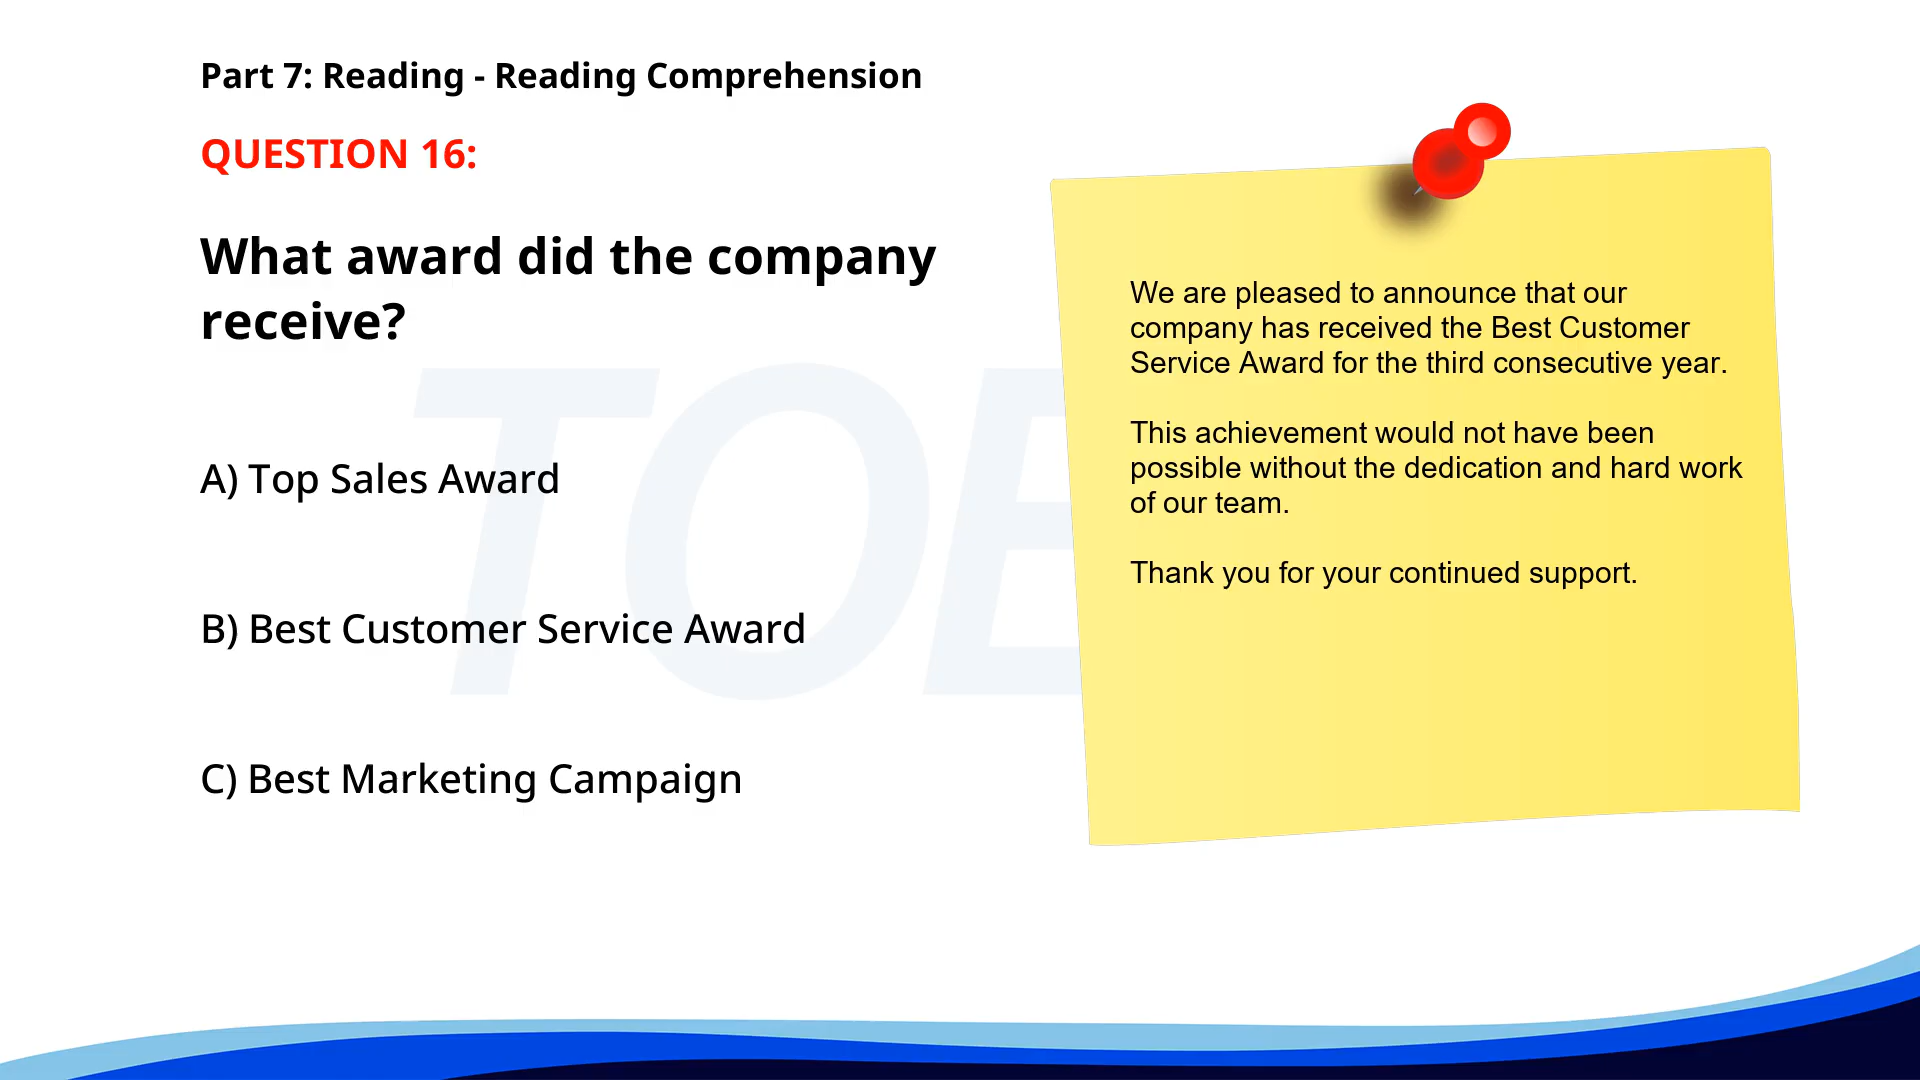 Part 7: Reading - Reading Comprehension
QUESTION 16:
What award did the company
receive?
A) Top Sales Award
B) Best Customer Service Award
C) Best Marketing Campaign
We are pleased to announce that our
company has received the Best Customer
Service Award for the third consecutive year.
This achievement would not have been
possible without the dedication and hard work
of our team.
Thank you for your continued support.
TOE